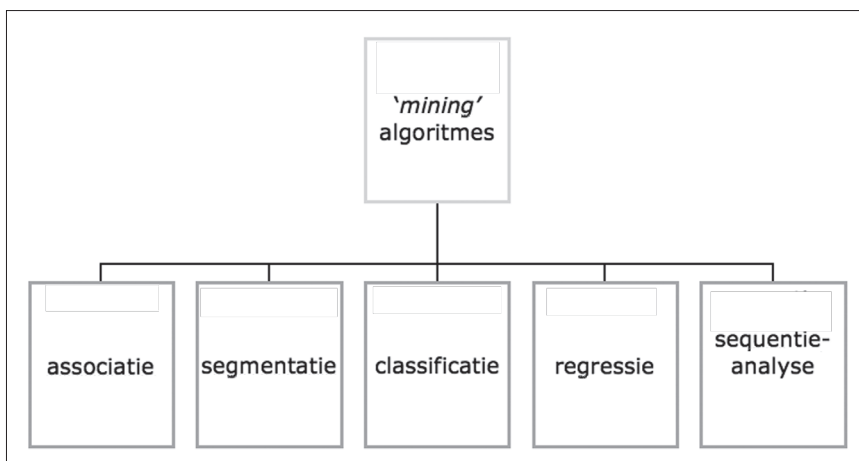 ‘mining’
algoritmes
associatie
segmentatie
classificatie
regressie
sequentie-
analyse